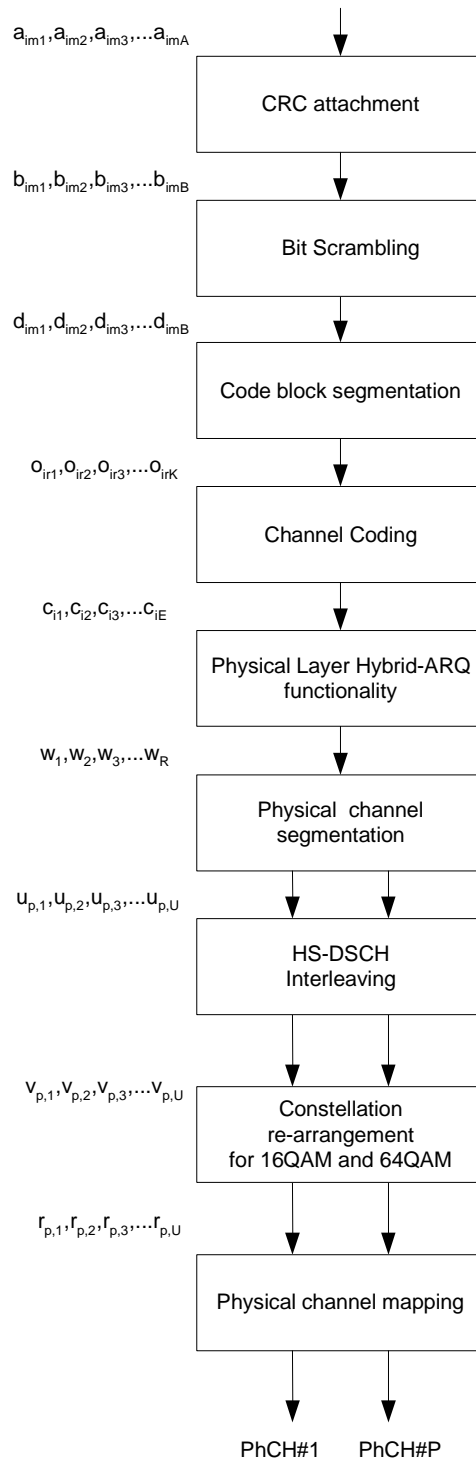 a_im1,a_im2,a_im3,...a_imA
CRC attachment
b_im1,b_im2,b_im3,...b_imB
Bit Scrambling
d_im1,d_im2,d_im3,...d_imB
Code block segmentation
o_ir1,o_ir2,o_ir3,...o_irK
Channel Coding
c_i1,c_i2,c_i3,...c_iE
Physical Layer Hybrid-ARQ
functionality
w_1,w_2,w_3,...w_R
Physical channel
segmentation
u_p,1,u_p,2,u_p,3,...u_p,U
HS-DSCH
Interleaving
v_p,1,v_p,2,v_p,3,...v_p,U
Constellation
re-arrangement
for 16QAM and 64QAM
r_p,1,r_p,2,r_p,3,...r_p,U
Physical channel mapping
PhCH#1 PhCH#P